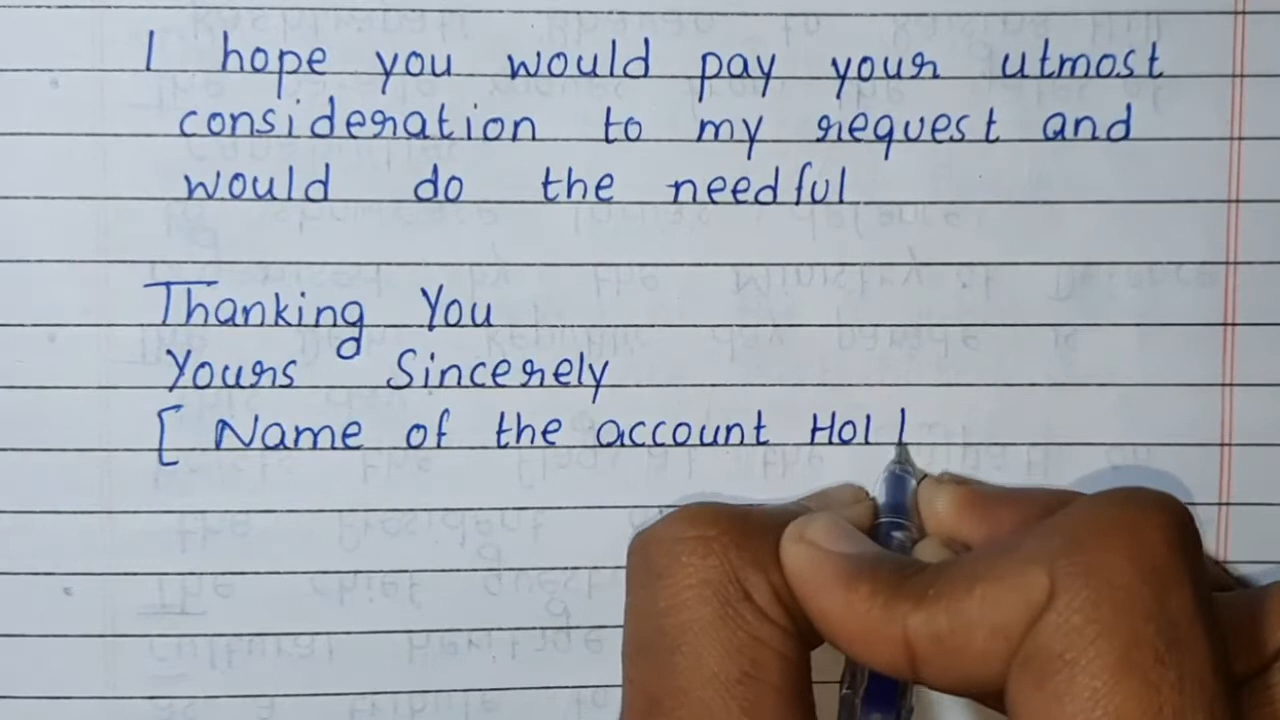 I hope you would pay your utmost
consideration to my request and
would do the needful
Thanking You
Yours Sincerely
[ Name of the account Hol